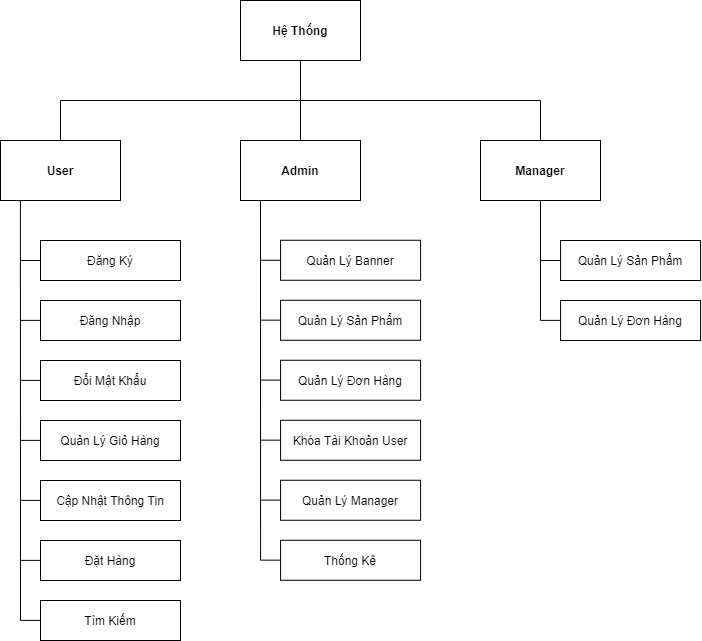 Hệ Thống
User
Admin
Manager
Đăng Ký
Đăng Nhập
Đổi Mật Khẩu
Quản Lý Giỏ Hàng
Cập Nhật Thông Tin
Đặt Hàng
Tìm Kiếm
Quản Lý Banner
Quản Lý Sản Phẩm
Quản Lý Đơn Hàng
Khóa Tài Khoản User
Quản Lý Manager
Thống Kê
Quản Lý Sản Phẩm
Quản Lý Đơn Hàng